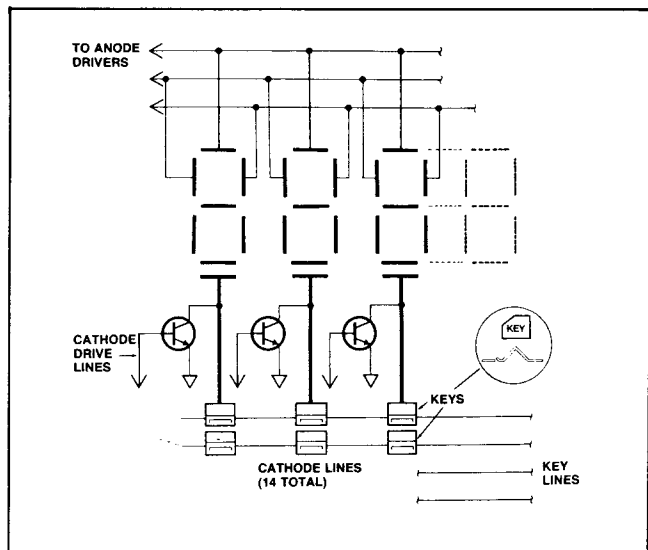 TO ANODE
DRIVERS
KEY
CATHODE
DRIVE
LINES
KEYS
CATHODE LINES
(14 TOTAL)
KEY
LINES